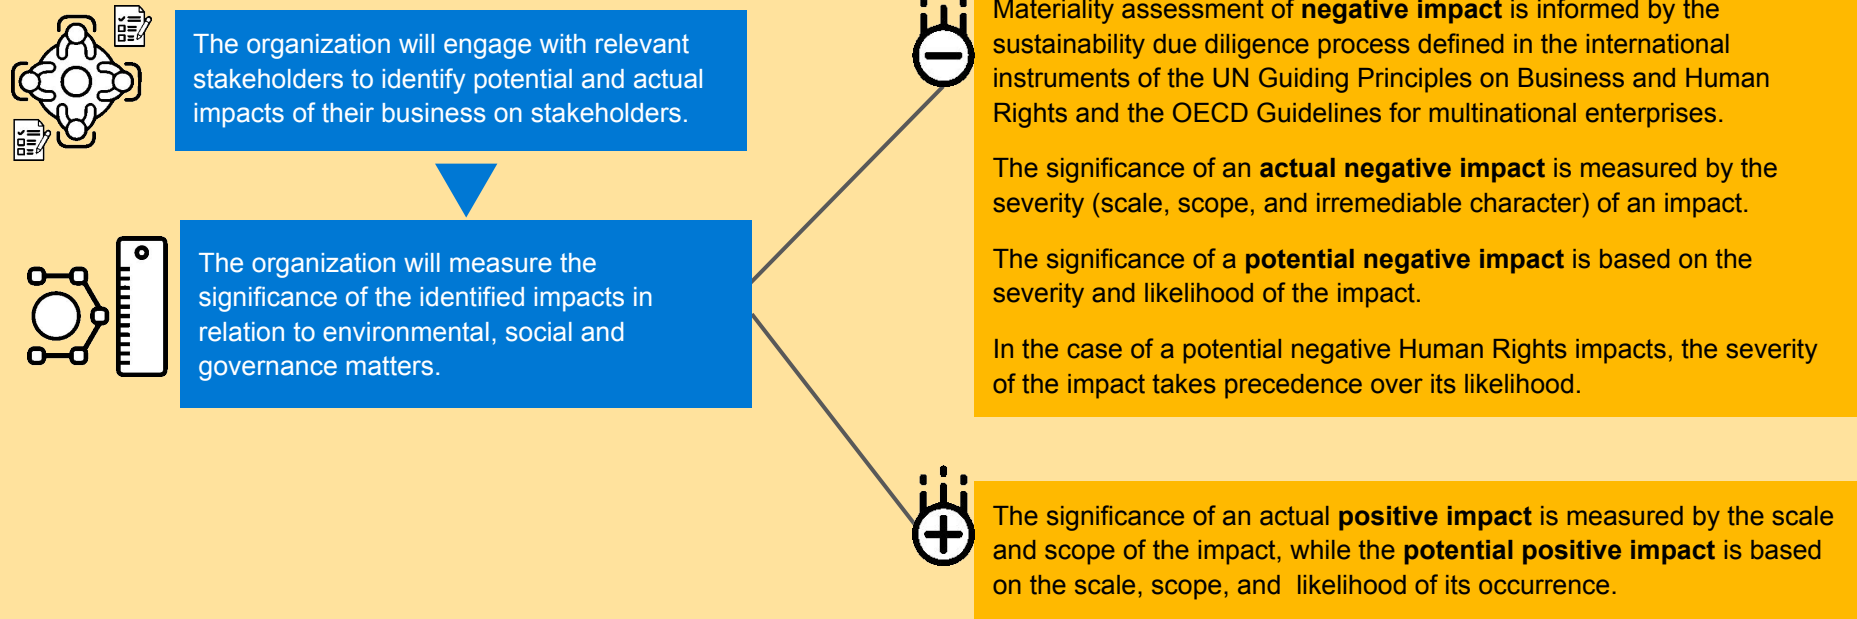 The organization will engage with relevant
stakeholders to identify potential and actual
impacts of their business on stakeholders.
The organization will measure the
significance of the identified impacts in
relation to environmental, social and
governance matters.
Materiality assessment of negative impact is informed by the
sustainability due diligence process defined in the international
instruments of the UN Guiding Principles on Business and Human
Rights and the OECD Guidelines for multinational enterprises.
The significance of an actual negative impact is measured by the
severity (scale, scope, and irremediable character) of an impact.
The significance of a potential negative impact is based on the
severity and likelihood of the impact.
In the case of a potential negative Human Rights impacts, the severity
of the impact takes precedence over its likelihood.
The significance of an actual positive impact is measured by the scale
and scope of the impact, while the potential positive impact is based
on the scale, scope, and  likelihood of its occurrence.